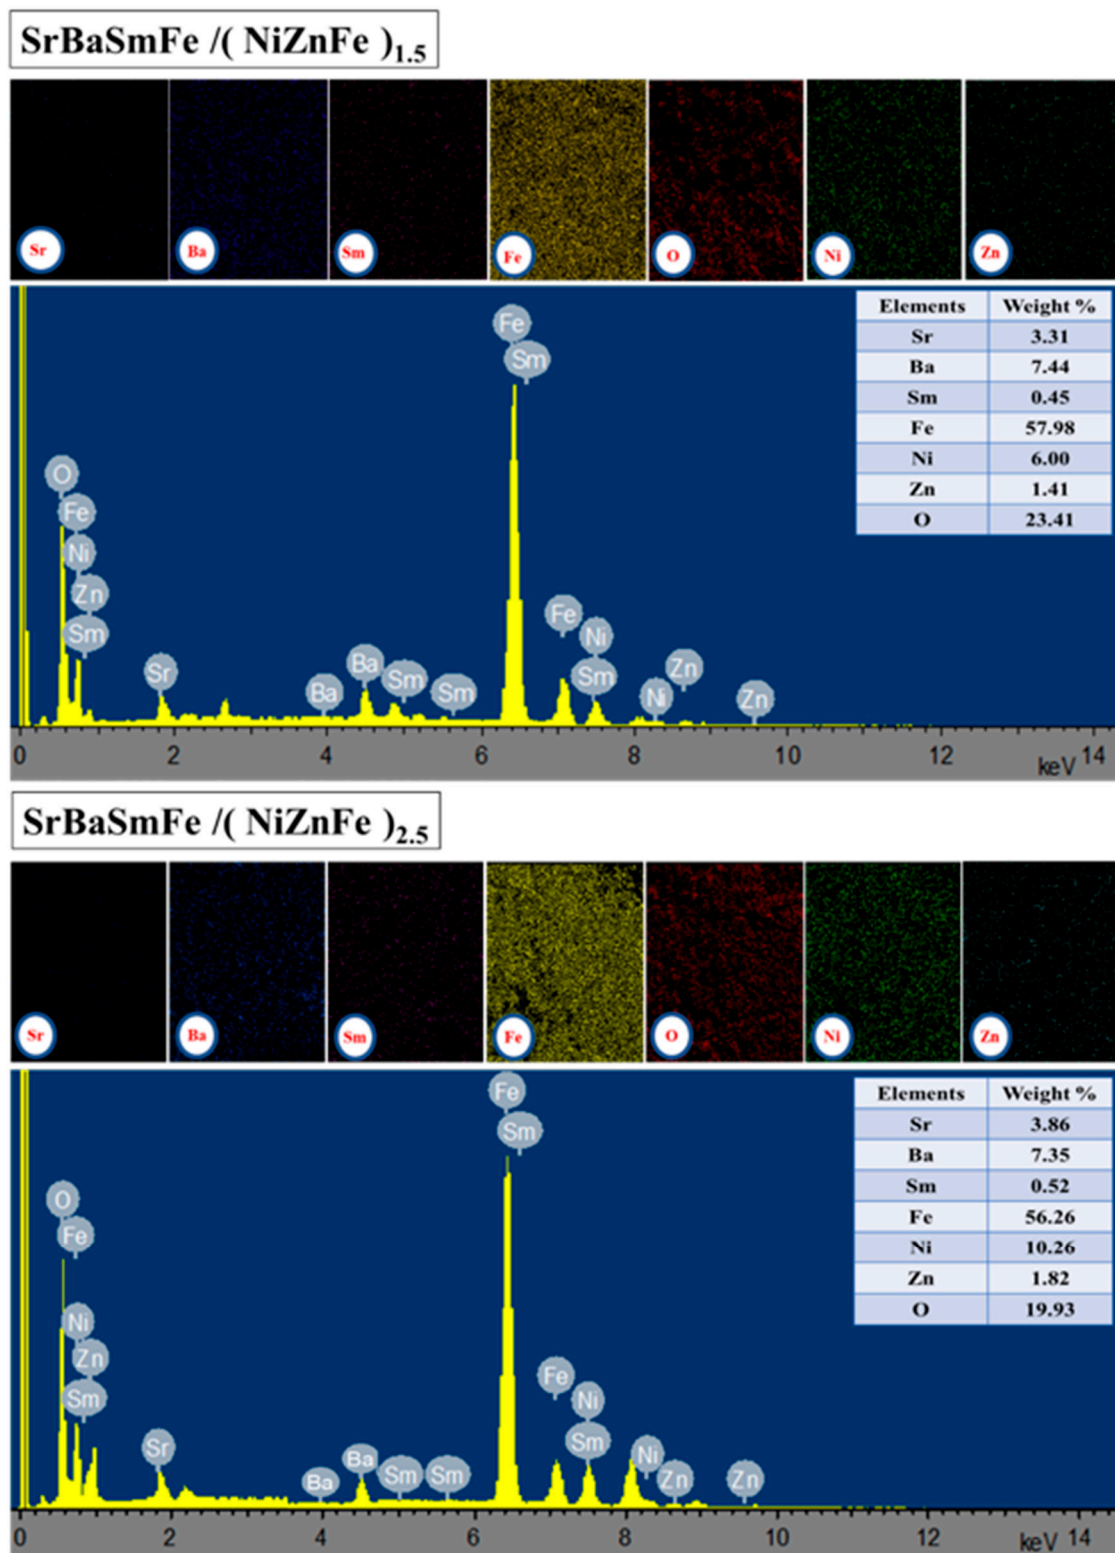 SrBaSmFe /( NiZnFe )1.5
Sr Ba Sm Fe O Ni Zn
Elements Weight %
Sr 3.31
Ba 7.44
Sm 0.45
Fe 57.98
Ni 6.00
Zn 1.41
O 23.41
Fe
Sm
O
Fe
Ni
Zn
Sm
Sr
Ba
Ba
Sm
Sm
Fe
Ni
Sm
Ni
Zn
Zn
0 2 4 6 8 10 12 14
keV
SrBaSmFe /( NiZnFe )2.5
Sr Ba Sm Fe O Ni Zn
Elements Weight %
Sr 3.86
Ba 7.35
Sm 0.52
Fe 56.26
Ni 10.26
Zn 1.82
O 19.93
Fe
Sm
O
Fe
Ni
Zn
Sm
Sr
Ba
Ba
Sm
Sm
Fe
Ni
Sm
Ni
Zn
Zn
0 2 4 6 8 10 12 14
keV